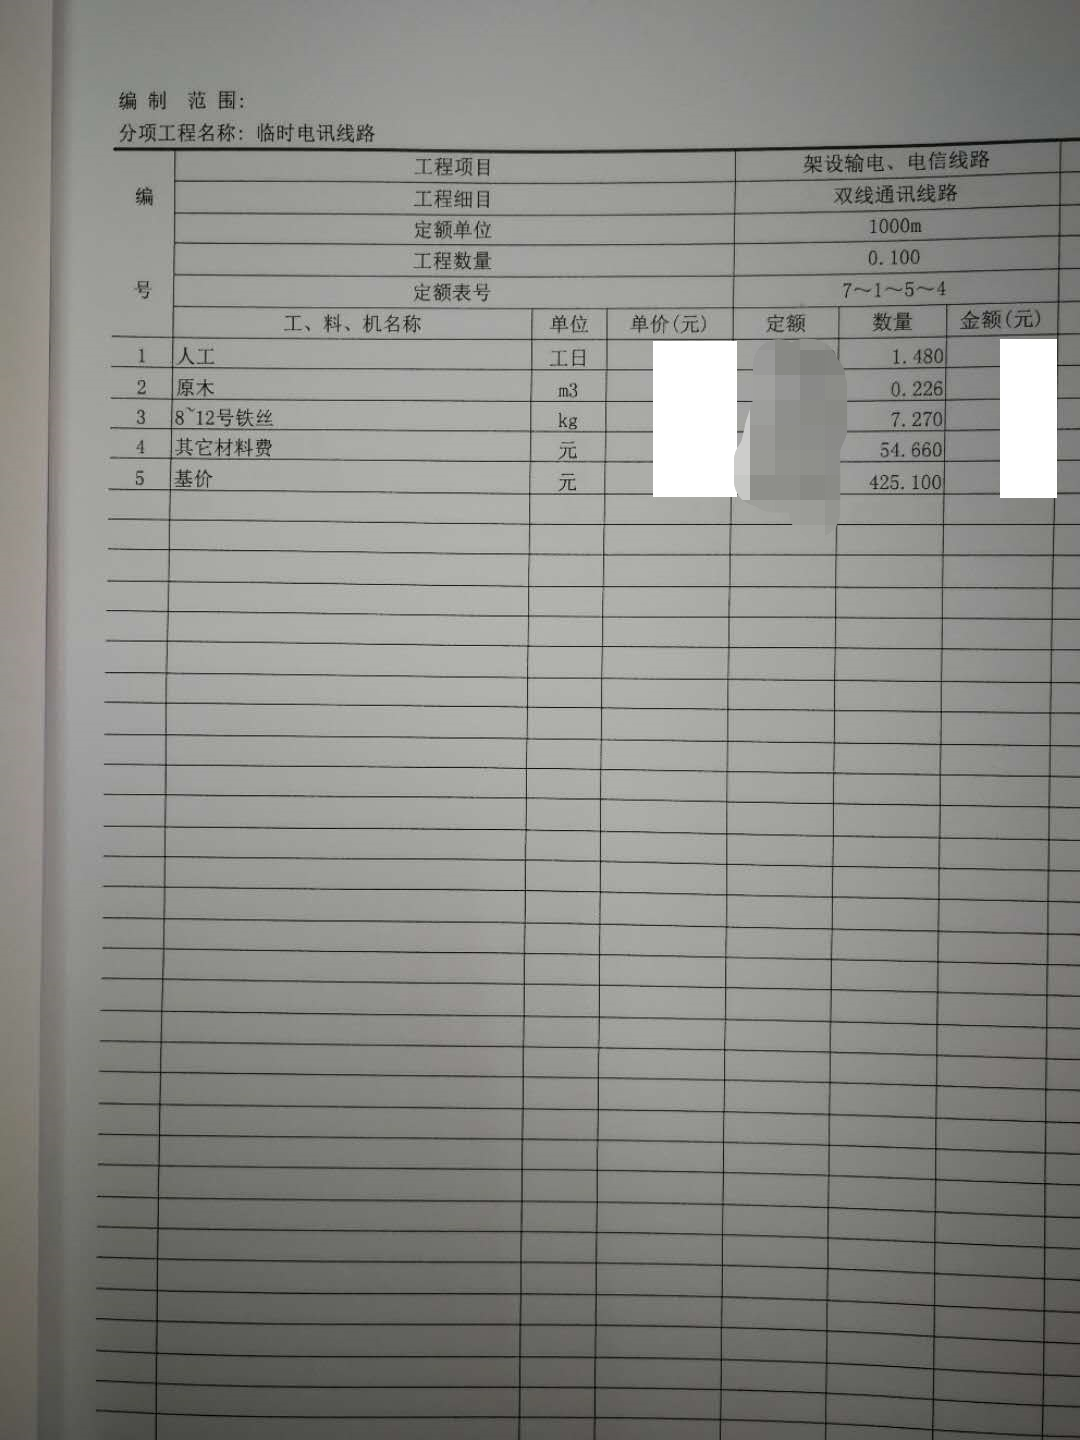 编 制 范 围:
分项工程名称: 临时电讯线路
编号 工程项目 架设输电、电信线路
工程细目 双线通讯线路
定额单位 1000m
工程数量 0.100
定额表号 7~1~5~4
工、料、机名称 单位 单价(元) 定额 数量 金额(元)
1 人工 工日 1.480
2 原木 m3 0.226
3 8~12号铁丝 kg 7.270
4 其它材料费 元 54.660
5 基价 元 425.100